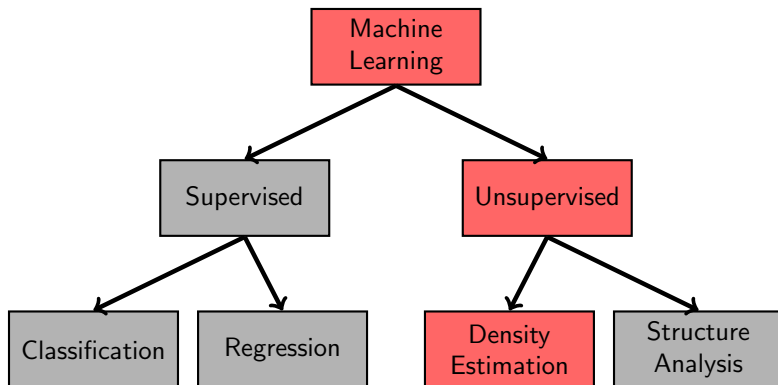 Machine
Learning
Supervised
Unsupervised
Classification
Regression
Density
Estimation
Structure
Analysis